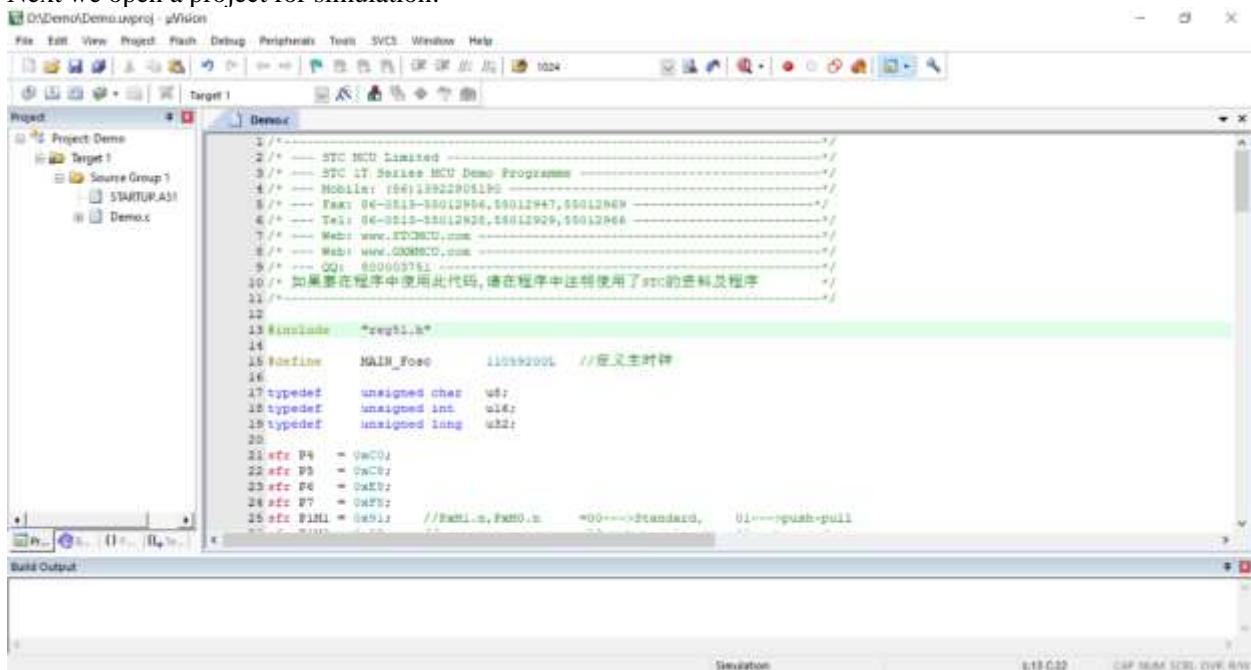 Next we open a project for simulation.
D:\Demo\Demo.uvproj - µVision
File Edit View Project Flash Debug Peripherals Tools SVCS Window Help
1024
Target 1
Project
Demo.c
Project: Demo
Target 1
Source Group 1
STARTUP.A51
Demo.c
1 /*---------------------------------------------------------------------*/
2 /* --- STC MCU Limited ------------------------------------------------*/
3 /* --- STC 1T Series MCU Demo Programme -------------------------------*/
4 /* --- Mobile: (86)13922805190 ----------------------------------------*/
5 /* --- Fax: 86-0513-55012956,55012947,55012969 ------------------------*/
6 /* --- Tel: 86-0513-55012928,55012929,55012966 ------------------------*/
7 /* --- Web: www.STCMCU.com --------------------------------------------*/
8 /* --- Web: www.GXWMCU.com --------------------------------------------*/
9 /* --- QQ: 800003751 -------------------------------------------------*/
10 /* 如果要在程序中使用此代码,请在程序中注明使用了STC的资料及程序 */
11 /*---------------------------------------------------------------------*/
12
13 #include "reg51.h"
14
15 #define MAIN_Fosc 11059200L //定义主时钟
16
17 typedef unsigned char u8;
18 typedef unsigned int u16;
19 typedef unsigned long u32;
20
21 sfr P4 = 0xC0;
22 sfr P5 = 0xC8;
23 sfr P6 = 0xE8;
24 sfr P7 = 0xF8;
25 sfr P1M1 = 0x91; //PxM1.n,PxM0.n =00--->Standard, 01--->push-pull
Build Output
Simulation
L:13 C:22
CAP NUM SCRL OVR R/W